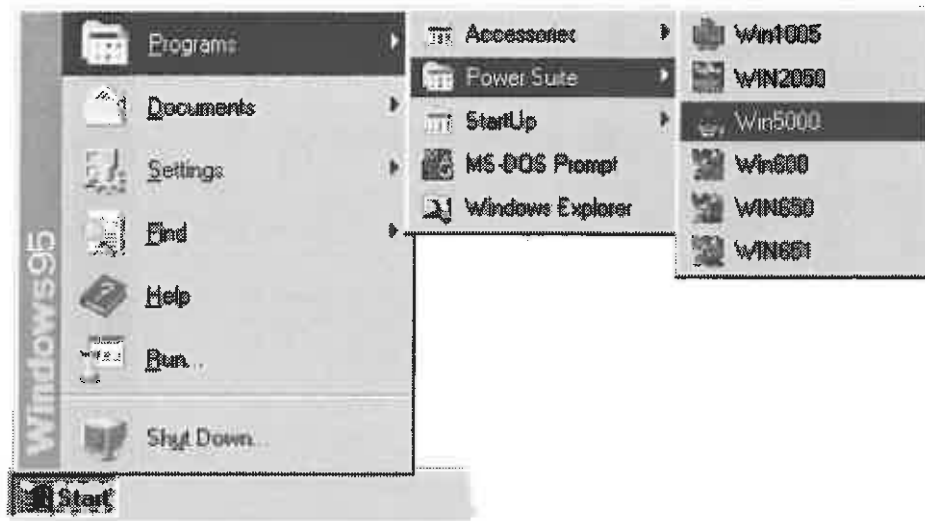 Programs
Documents
Settings
Find
Help
Run...
Shut Down...
Windows95
Start
Accessories
Power Suite
StartUp
MS-DOS Prompt
Windows Explorer
Win1005
WIN2050
Win5000
Win600
WIN650
WIN651